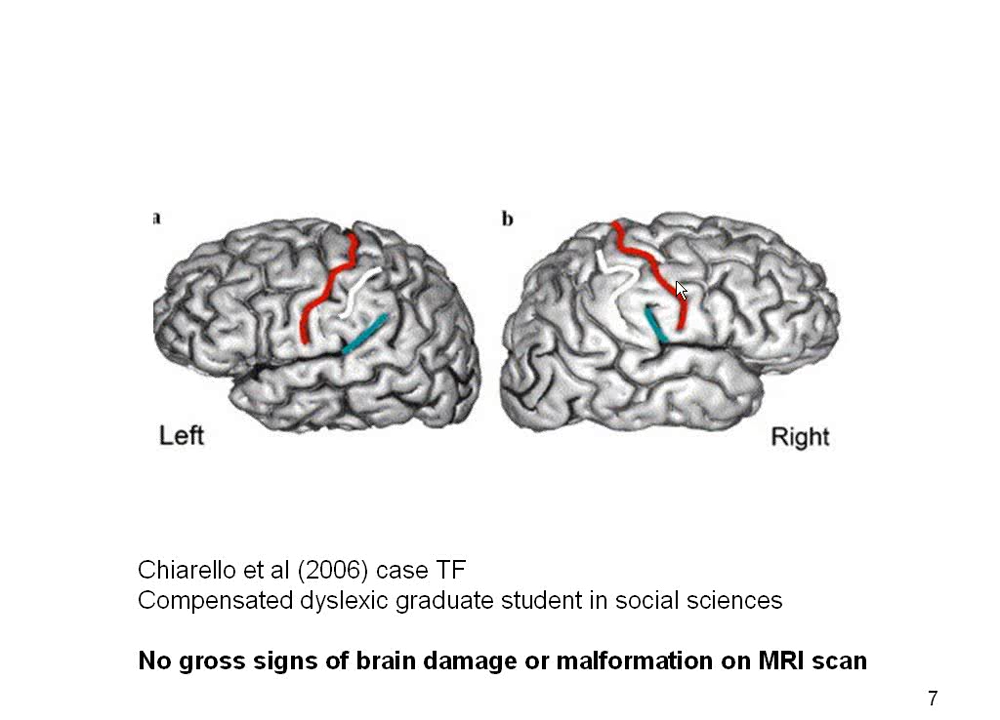 a
b
Left
Right
Chiarello et al (2006) case TF
Compensated dyslexic graduate student in social sciences
No gross signs of brain damage or malformation on MRI scan
7